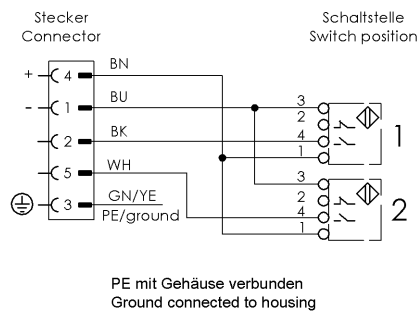 Stecker
Connector
Schaltstelle
Switch position
+ 4 BN
- 1 BU
2 BK
5 WH
3 GN/YE
PE/ground
3
2
4
1
1
3
2
4
1
2
PE mit Gehäuse verbunden
Ground connected to housing